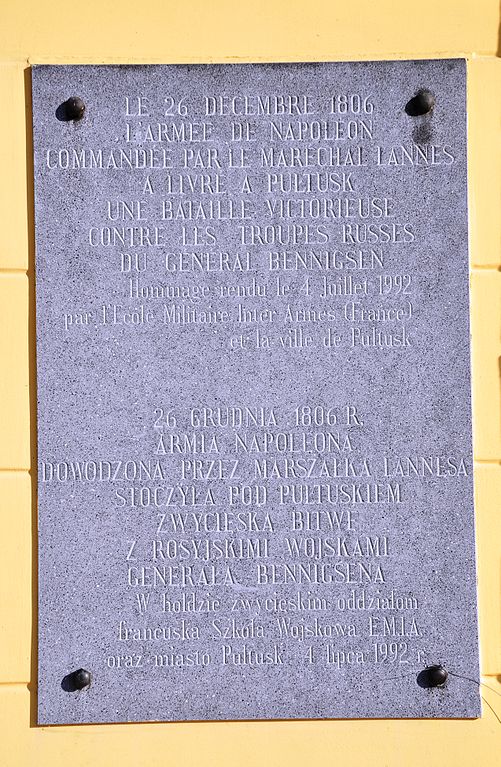 LE 26 DECEMBRE 1806
L'ARMEE DE NAPOLEON
COMMANDÉE PAR LE MARECHAL LANNES
A LIVRE A PULTUSK
UNE BATAILLE VICTORIEUSE
CONTRE LES TROUPES RUSSES
DU GENERAL BENNIGSEN
Hommage rendu le 4 Juillet 1992
par l'Ecole Militaire Inter Armes (France)
et la ville de Pułtusk
26 GRUDNIA 1806 R.
ARMIA NAPOLEONA
DOWODZONA PRZEZ MARSZAŁKA LANNESA
STOCZYŁA POD PUŁTUSKIEM
ZWYCIĘSKĄ BITWĘ
Z ROSYJSKIMI WOJSKAMI
GENERAŁA BENNIGSENA
W hołdzie zwycięskim oddziałom
francuska Szkoła Wojskowa E.M.I.A.
oraz miasto Pułtusk 4 lipca 1992 r.